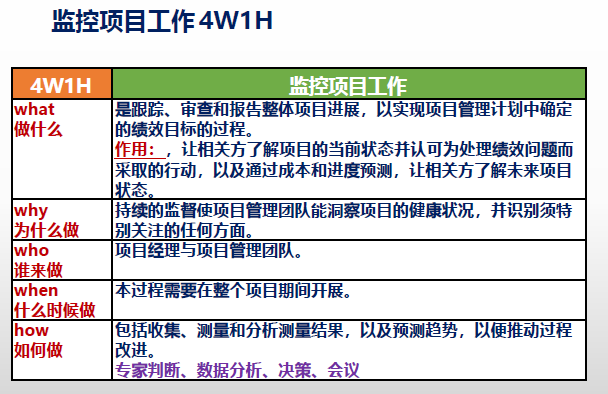 监控项目工作4W1H
4W1H
监控项目工作
what
做什么
是跟踪、审查和报告整体项目进展，以实现项目管理计划中确定
的绩效目标的过程。
作用：，让相关方了解项目的当前状态并认可为处理绩效问题而
采取的行动，以及通过成本和进度预测，让相关方了解未来项目
状态。
why
为什么做
持续的监督使项目管理团队能洞察项目的健康状况，并识别须特
别关注的任何方面。
who
谁来做
项目经理与项目管理团队。
when
什么时候做
本过程需要在整个项目期间开展。
how
如何做
包括收集、测量和分析测量结果，以及预测趋势，以便推动过程
改进。
专家判断、数据分析、决策、会议